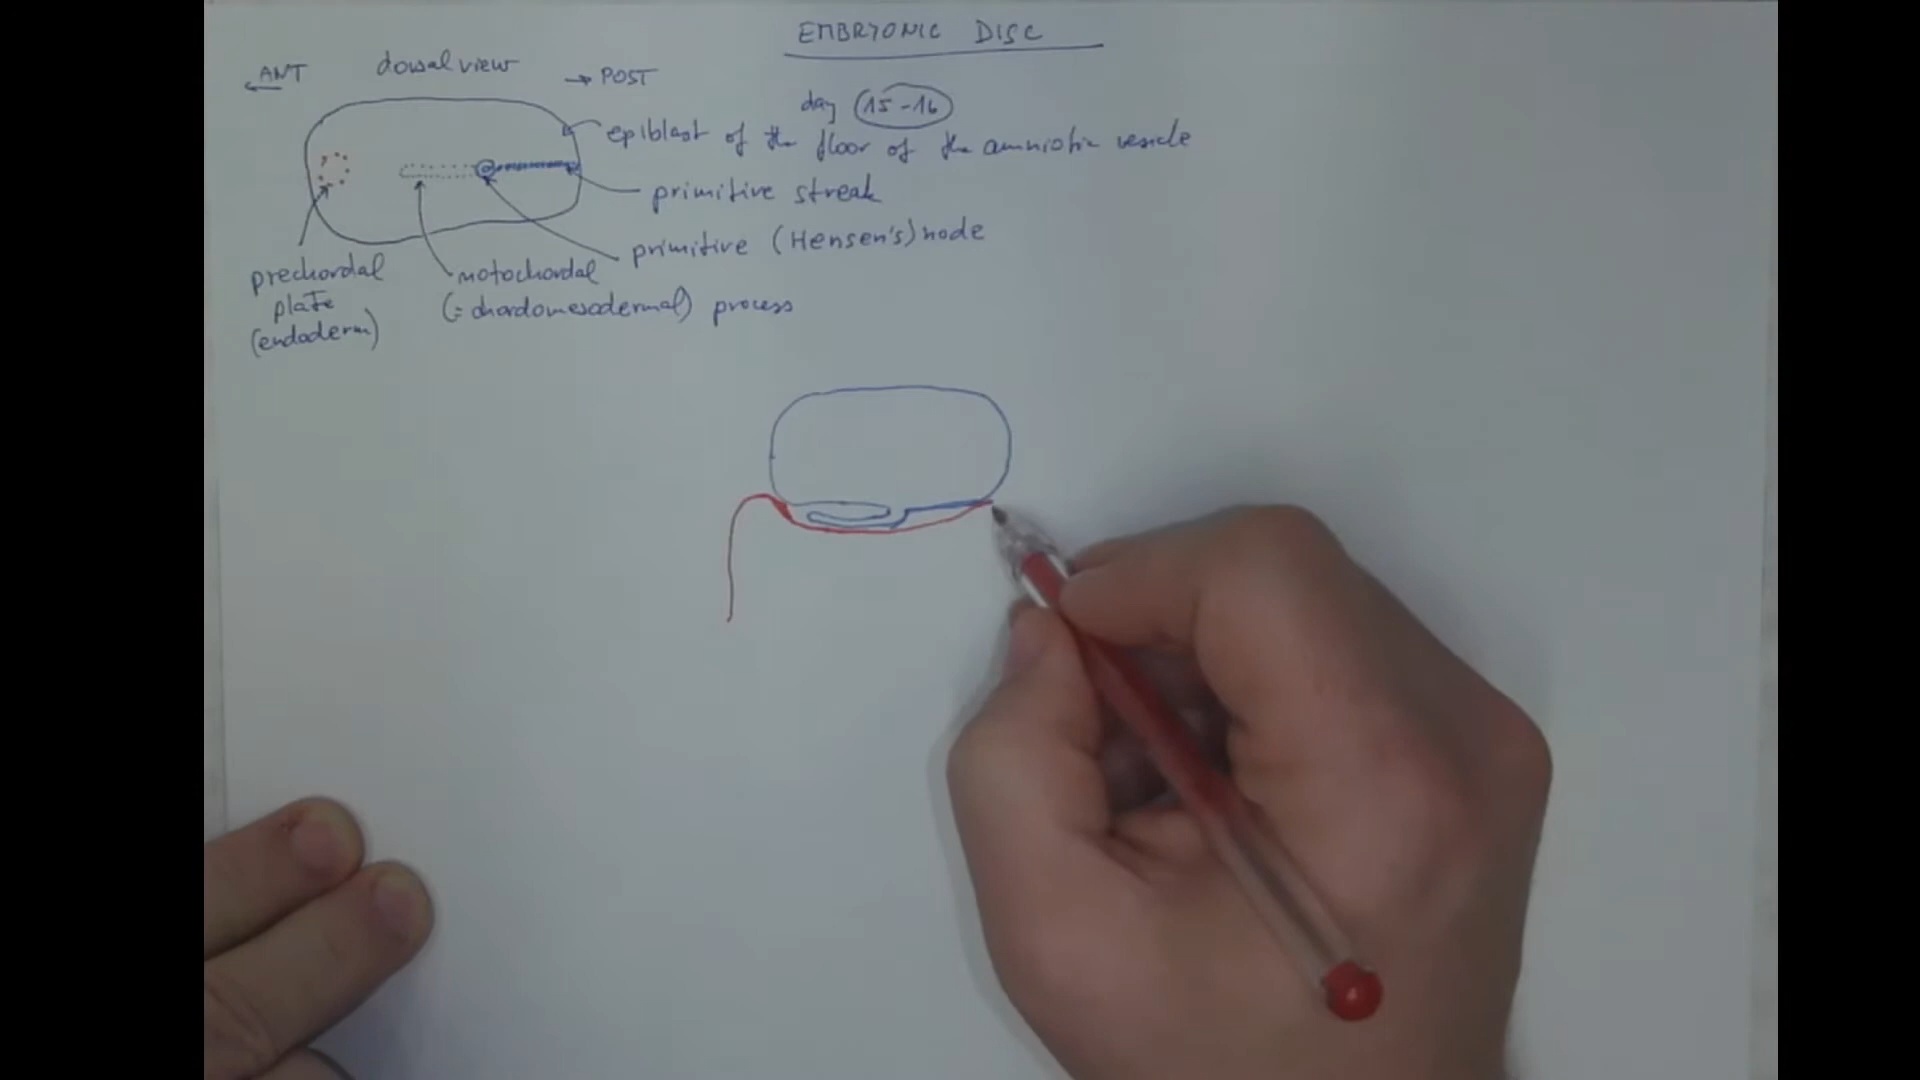 EMBRYONIC DISC
ANT
dorsal view
→ POST
day 15-16
epiblast of the floor of the amniotic vesicle
primitive streak
primitive (Hensen's) node
prechordal
plate
(endoderm)
notochordal
(= chordomesodermal) process